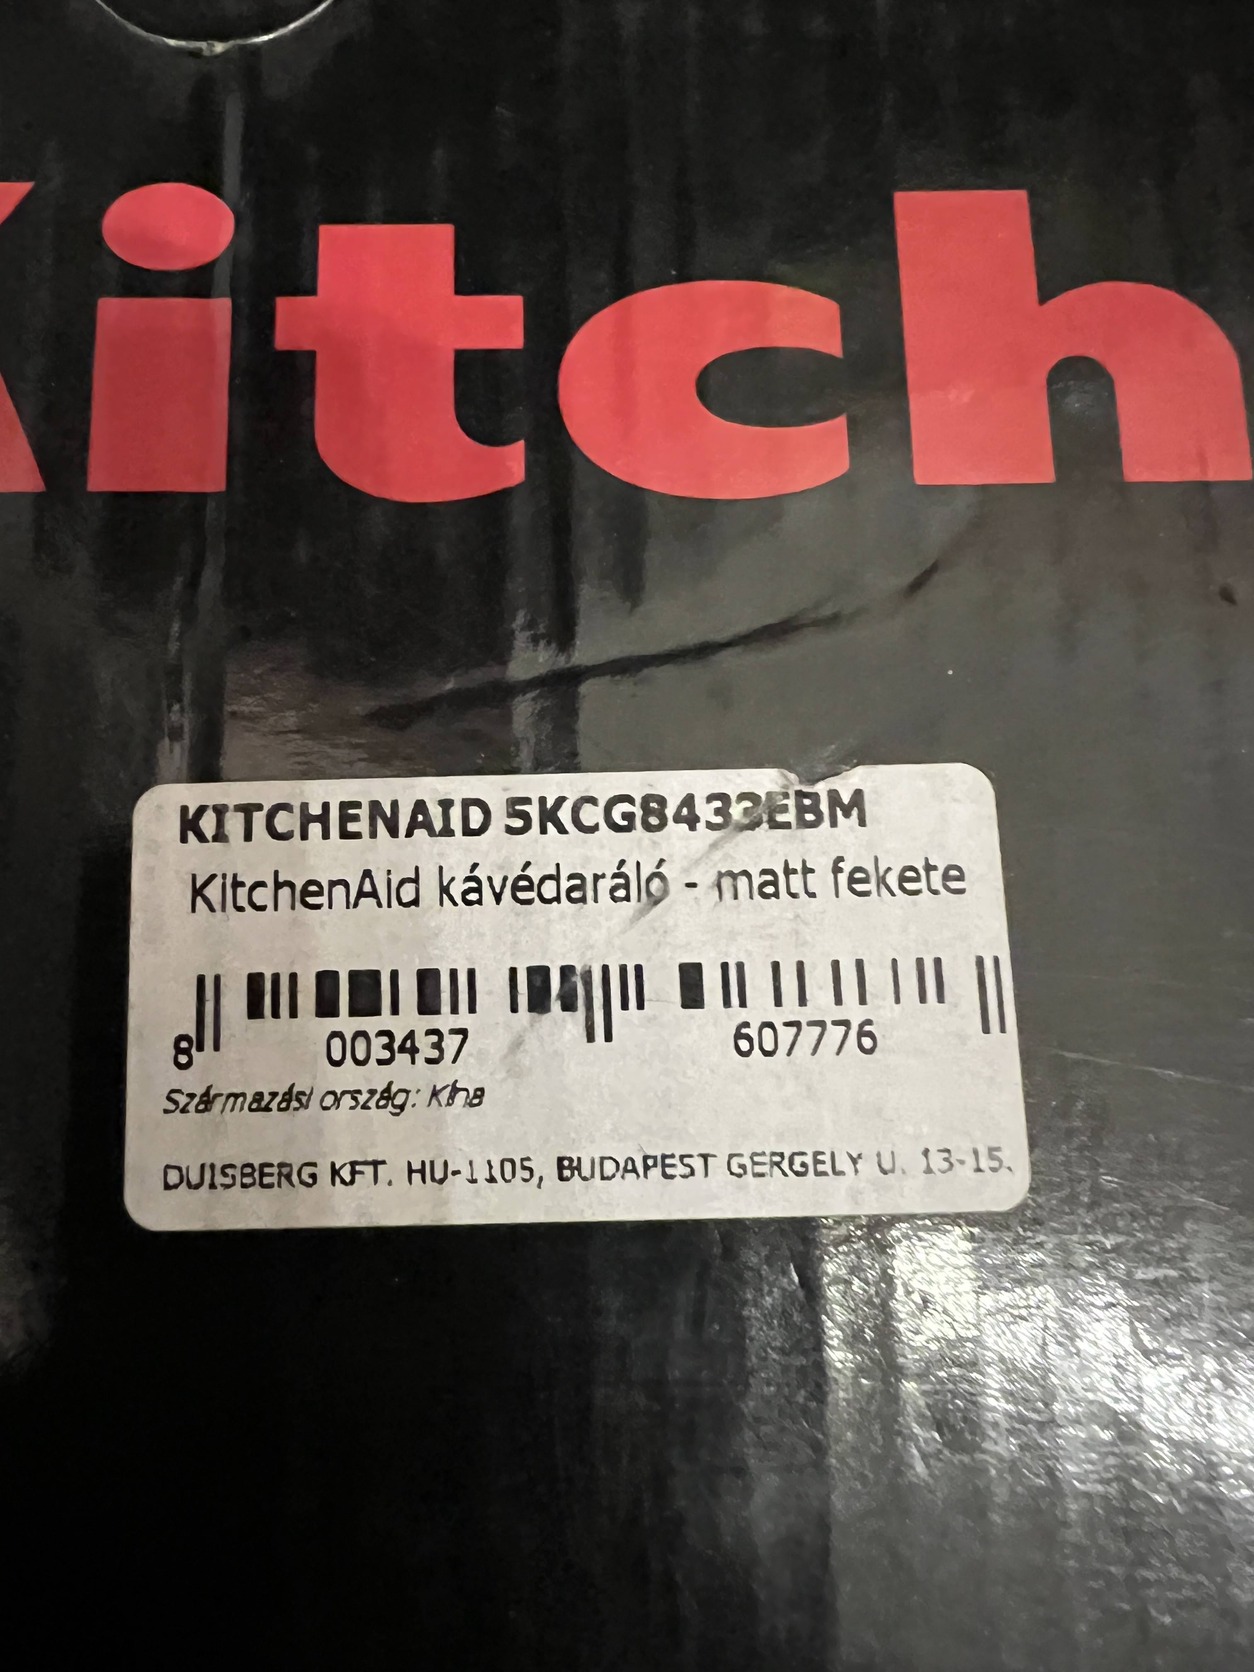 Kitch
KITCHENAID 5KCG8433EBM
KitchenAid kávédaráló - matt fekete
8 003437 607776
Származási ország: Kína
DUISBERG KFT. HU-1105, BUDAPEST GERGELY U. 13-15.